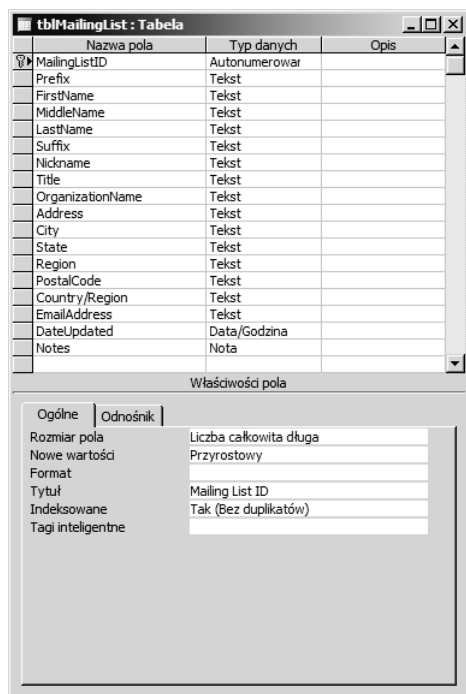 tblMailingList : Tabela
Nazwa pola Typ danych Opis
MailingListID Autonumerowar
Prefix Tekst
FirstName Tekst
MiddleName Tekst
LastName Tekst
Suffix Tekst
Nickname Tekst
Title Tekst
OrganizationName Tekst
Address Tekst
City Tekst
State Tekst
Region Tekst
PostalCode Tekst
Country/Region Tekst
EmailAddress Tekst
DateUpdated Data/Godzina
Notes Nota
Właściwości pola
Ogólne Odnośnik
Rozmiar pola Liczba całkowita długa
Nowe wartości Przyrostowy
Format
Tytuł Mailing List ID
Indeksowane Tak (Bez duplikatów)
Tagi inteligentne